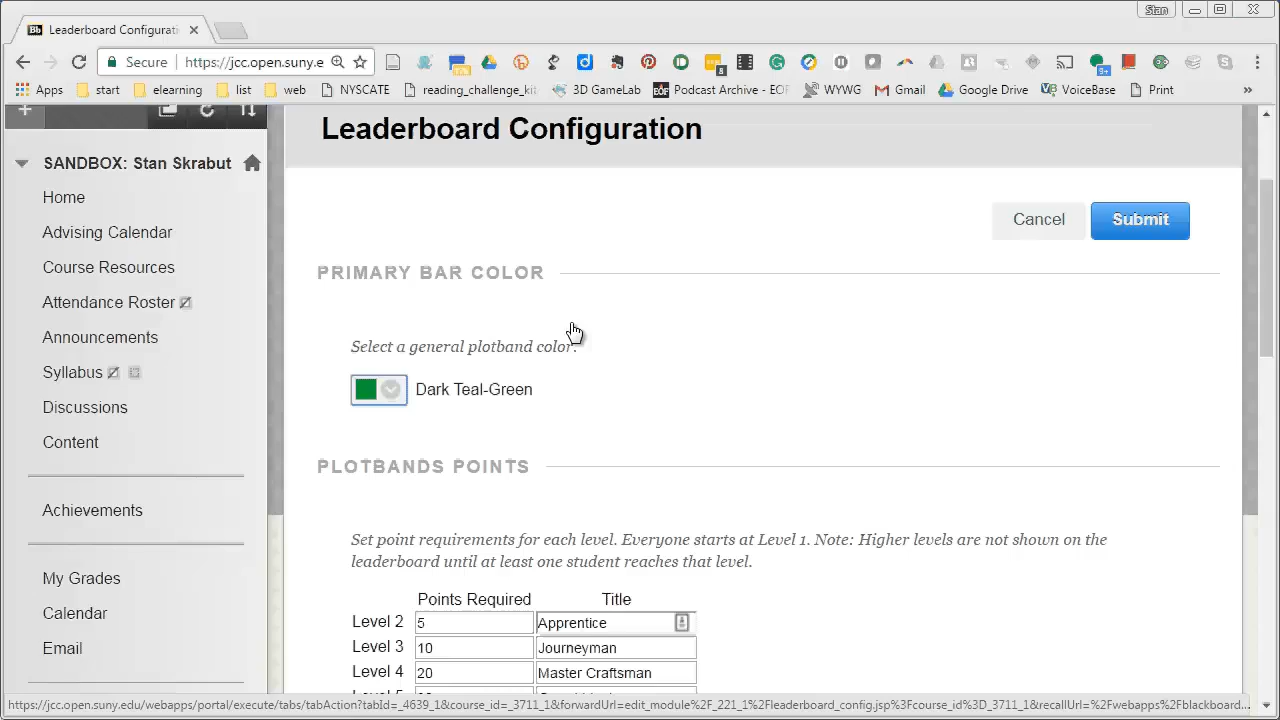 Stan
Leaderboard Configurati
Secure
https://jcc.open.suny.e
Apps
start
elearning
list
web
NYSCATE
reading_challenge_kit
3D GameLab
Podcast Archive - EOF
WYWG
Gmail
Google Drive
VoiceBase
Print
»
Leaderboard Configuration
SANDBOX: Stan Skrabut
Home
Advising Calendar
Course Resources
Attendance Roster
Announcements
Syllabus
Discussions
Content
Achievements
My Grades
Calendar
Email
Cancel
Submit
PRIMARY BAR COLOR
Select a general plotband color.
Dark Teal-Green
PLOTBANDS POINTS
Set point requirements for each level. Everyone starts at Level 1. Note: Higher levels are not shown on the
leaderboard until at least one student reaches that level.
Points Required Title
Level 2 5 Apprentice
Level 3 10 Journeyman
Level 4 20 Master Craftsman
https://jcc.open.suny.edu/webapps/portal/execute/tabs/tabAction?tabId=_4639_1&course_id=_3711_1&forwardUrl=edit_module%2F_221_1%2Fleaderboard_config.jsp%3Fcourse_id%3D_3711_1&recallUrl=%2Fwebapps%2Fblackboard...